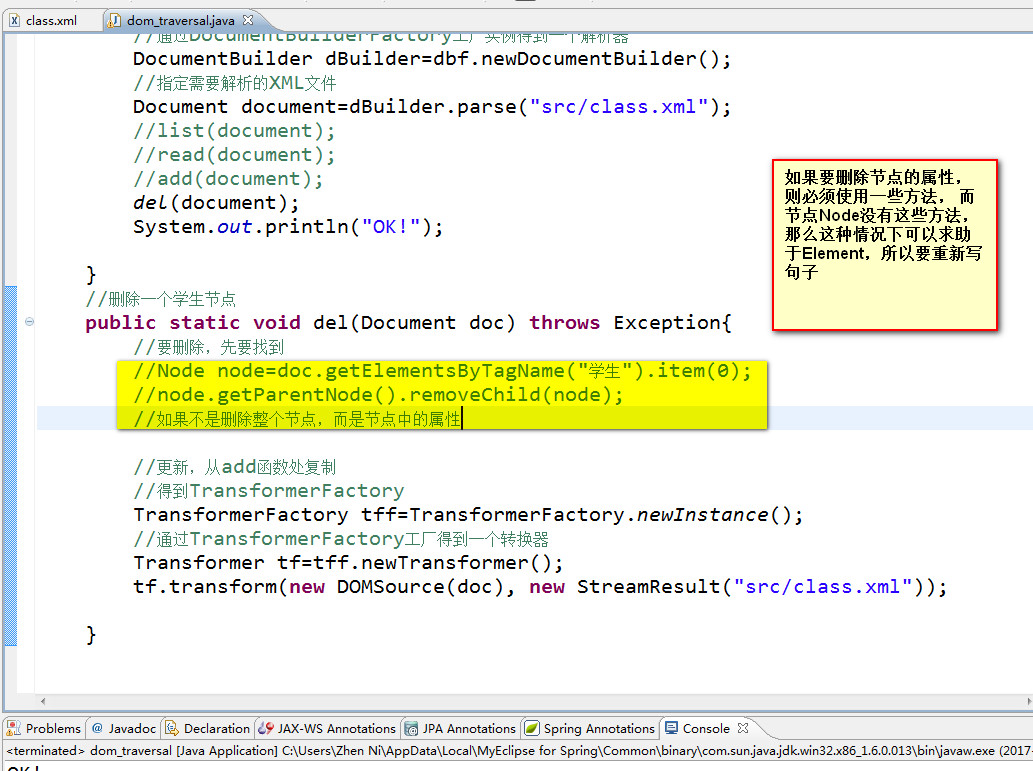 class.xml dom_traversal.java
//通过DocumentBuilderFactory工厂实例得到一个解析器
DocumentBuilder dBuilder=dbf.newDocumentBuilder();
//指定需要解析的XML文件
Document document=dBuilder.parse("src/class.xml");
//list(document);
//read(document);
//add(document);
del(document);
System.out.println("OK!");
}
//删除一个学生节点
public static void del(Document doc) throws Exception{
//要删除，先要找到
//Node node=doc.getElementsByTagName("学生").item(0);
//node.getParentNode().removeChild(node);
//如果不是删除整个节点，而是节点中的属性
//更新，从add函数处复制
//得到TransformerFactory
TransformerFactory tff=TransformerFactory.newInstance();
//通过TransformerFactory工厂得到一个转换器
Transformer tf=tff.newTransformer();
tf.transform(new DOMSource(doc), new StreamResult("src/class.xml"));
}
如果要删除节点的属性，
则必须使用一些方法， 而
节点Node没有这些方法，
那么这种情况下可以求助
于Element，所以要重新写
句子
Problems @ Javadoc Declaration JAX-WS Annotations JPA Annotations Spring Annotations Console
<terminated> dom_traversal [Java Application] C:\Users\Zhen Ni\AppData\Local\MyEclipse for Spring\Common\binary\com.sun.java.jdk.win32.x86_1.6.0.013\bin\javaw.exe (2017-
OK!